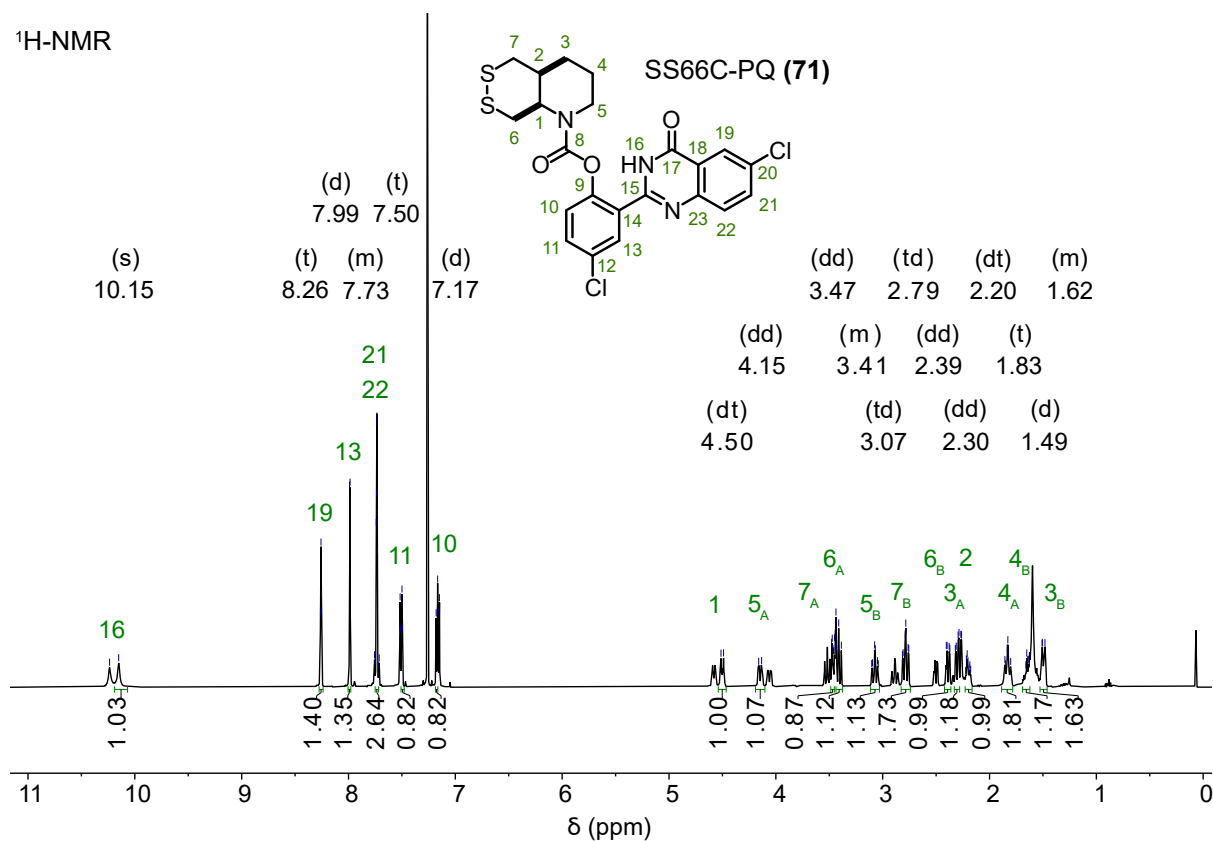 ¹H-NMR
SS66C-PQ (71)
7
3
2
4
S
S
5
6
1
N
8
O
O
9
10
11
12
13
14
Cl
16
HN
15
N
O
17
18
19
Cl
20
21
22
23
(d) (t)
7.99 7.50
(s) (t) (m) (d)
10.15 8.26 7.73 7.17
(dd) (td) (dt) (m)
3.47 2.79 2.20 1.62
(dd) (m) (dd) (t)
4.15 3.41 2.39 1.83
(dt) (td) (dd) (d)
4.50 3.07 2.30 1.49
16 19 13 21 22 11 10
1 5A 7A 6A 5B 7B 6B 3A 2 4A 4B 3B
1.03 1.40 1.35 2.64 0.82 0.82 1.00 1.07 0.87 1.12 1.13 1.73 0.99 1.18 0.99 1.81 1.17 1.63
11 10 9 8 7 6 5 4 3 2 1 0
δ (ppm)